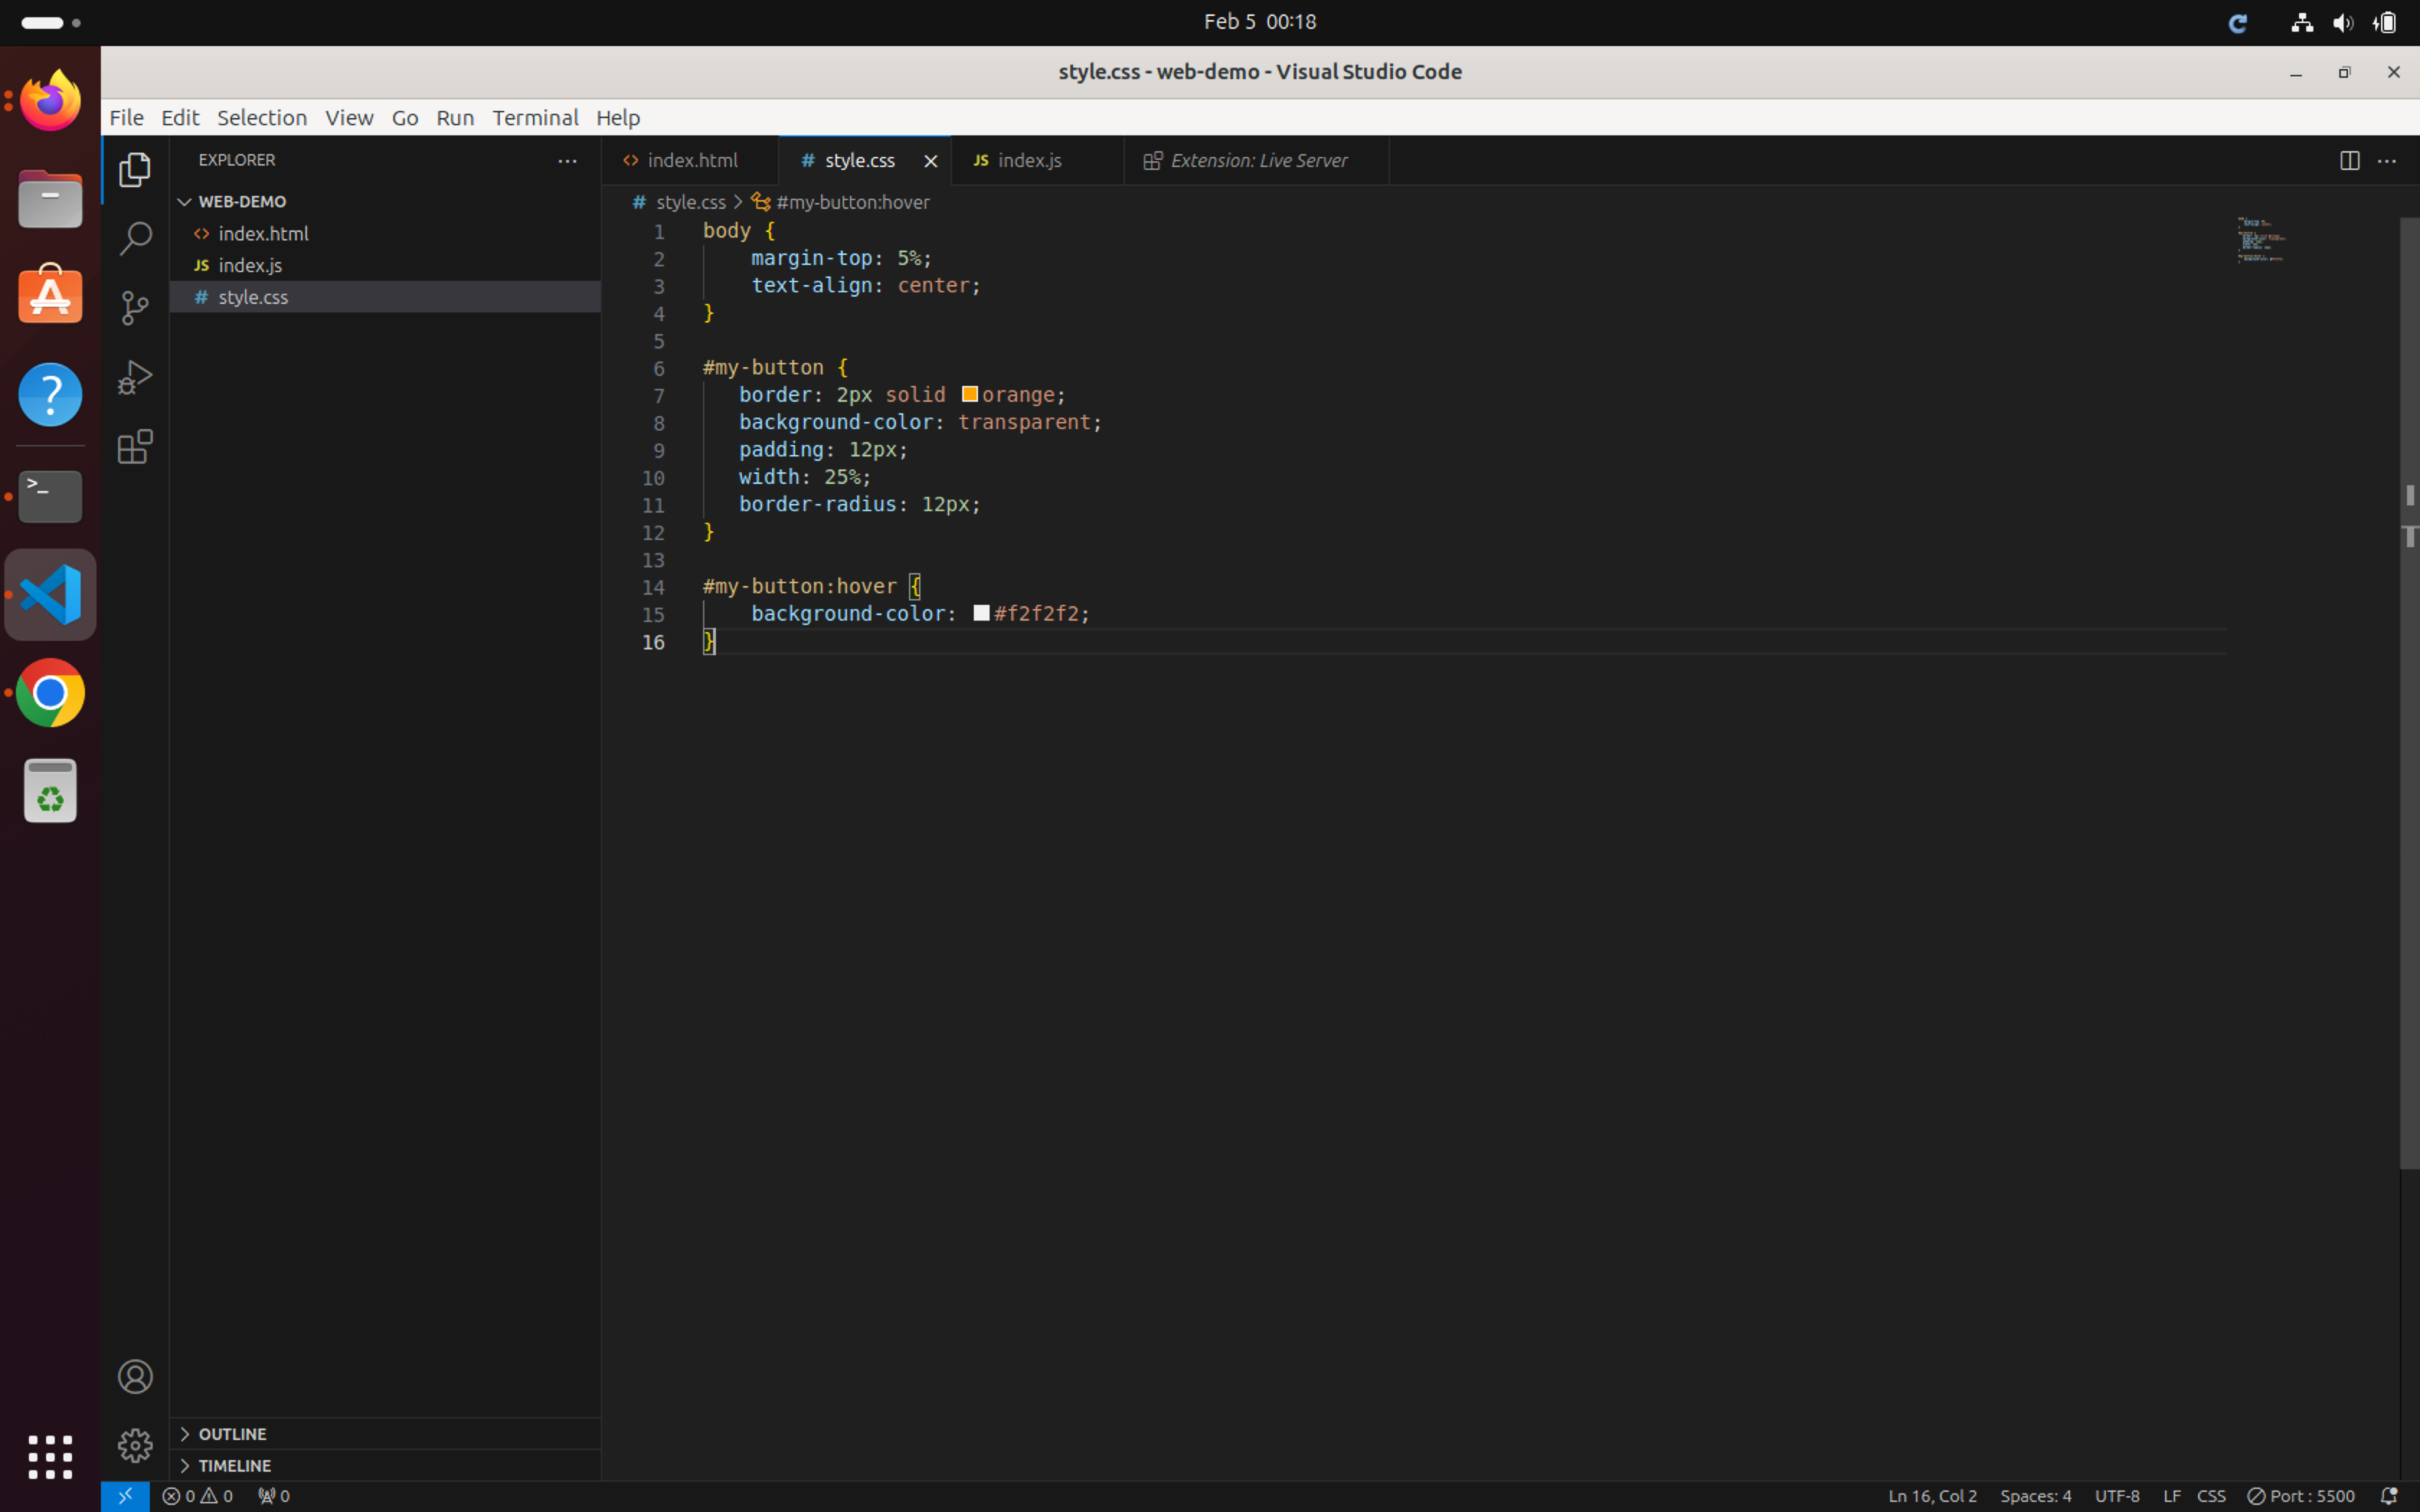 Feb 5 00:18
style.css - web-demo - Visual Studio Code
File Edit Selection View Go Run Terminal Help
EXPLORER
WEB-DEMO
<> index.html
JS index.js
# style.css
OUTLINE
TIMELINE
<> index.html # style.css JS index.js Extension: Live Server
# style.css > #my-button:hover
1 body {
2 margin-top: 5%;
3 text-align: center;
4 }
5
6 #my-button {
7 border: 2px solid orange;
8 background-color: transparent;
9 padding: 12px;
10 width: 25%;
11 border-radius: 12px;
12 }
13
14 #my-button:hover {
15 background-color: #f2f2f2;
16 }
0 0 0 Ln 16, Col 2 Spaces: 4 UTF-8 LF CSS Port : 5500